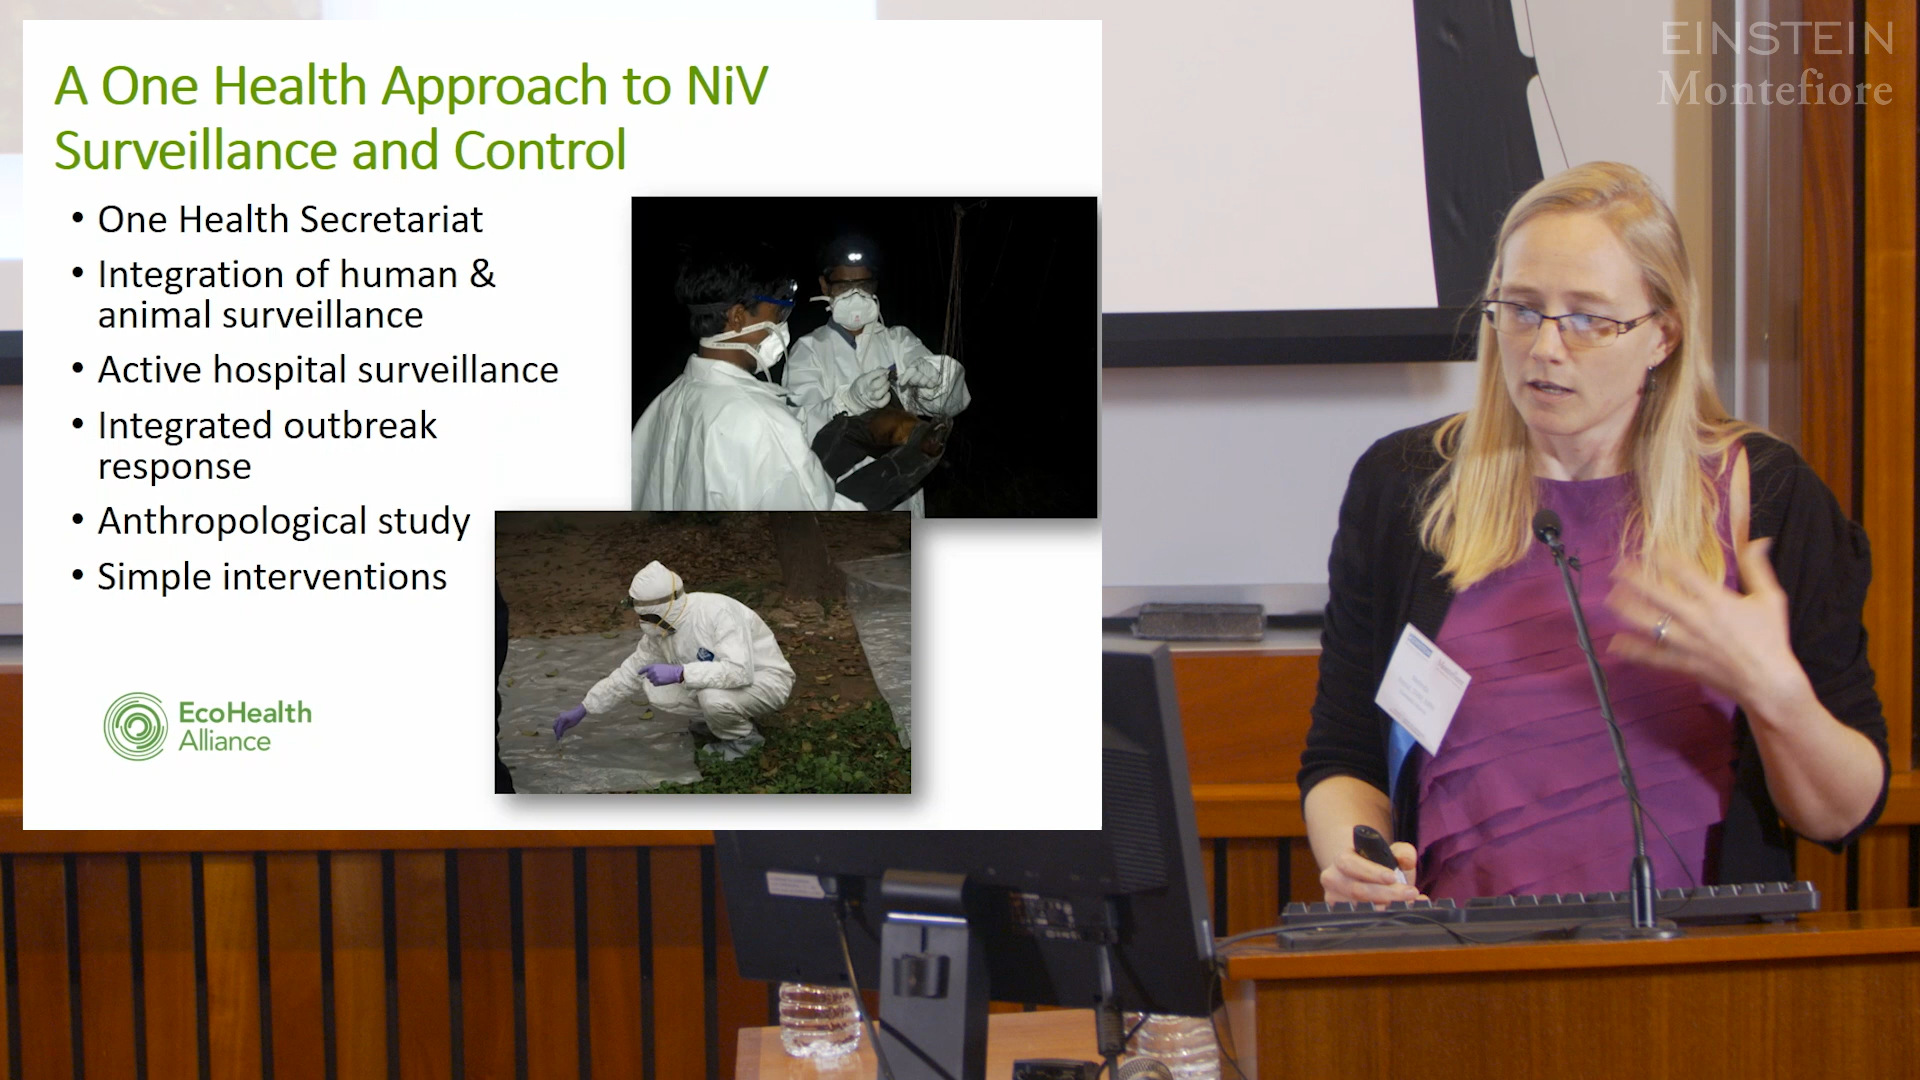 A One Health Approach to NiV
Surveillance and Control
• One Health Secretariat
• Integration of human &
animal surveillance
• Active hospital surveillance
• Integrated outbreak
response
• Anthropological study
• Simple interventions
EcoHealth
Alliance
EINSTEIN
Montefiore